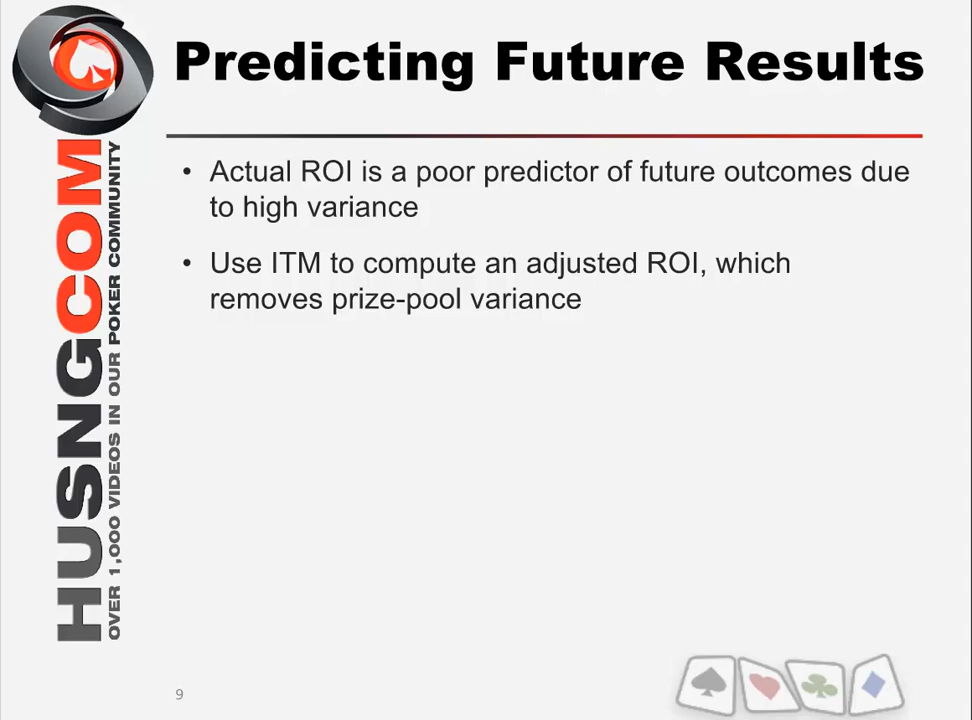 Predicting Future Results
• Actual ROI is a poor predictor of future outcomes due
to high variance
• Use ITM to compute an adjusted ROI, which
removes prize-pool variance
HUSNGCOM
OVER 1,000 VIDEOS IN OUR POKER COMMUNITY
9